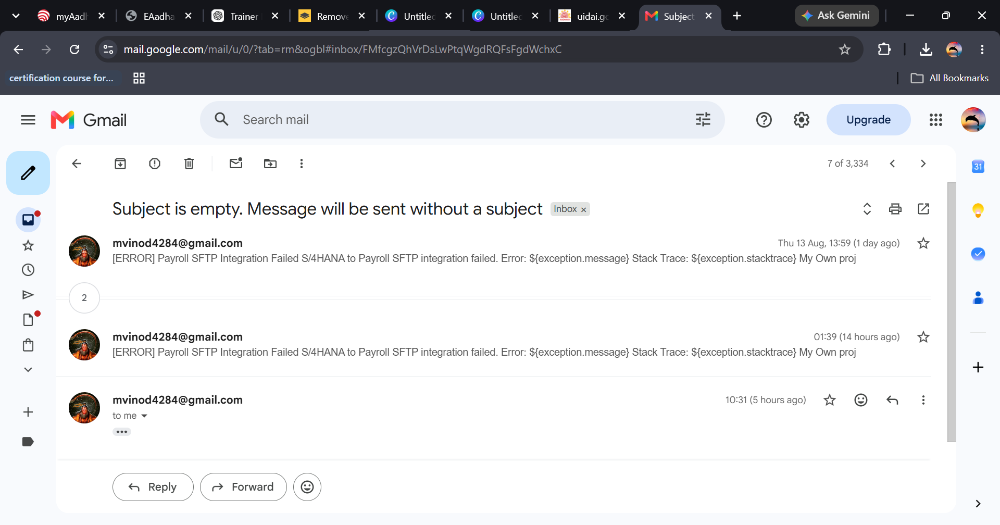 myAadh
EAadha
Trainer
Remove
Untitled
Untitled
uidai.go
Subject
Ask Gemini
mail.google.com/mail/u/0/?tab=rm&ogbl#inbox/FMfcgzQhVrDsLwPtqWgdRQFsFgdWchxC
certification course for...
All Bookmarks
Gmail
Search mail
Upgrade
7 of 3,334
31
Subject is empty. Message will be sent without a subject
Inbox ×
mvinod4284@gmail.com
Thu 13 Aug, 13:59 (1 day ago)
[ERROR] Payroll SFTP Integration Failed S/4HANA to Payroll SFTP integration failed. Error: ${exception.message} Stack Trace: ${exception.stacktrace} My Own proj
2
mvinod4284@gmail.com
01:39 (14 hours ago)
[ERROR] Payroll SFTP Integration Failed S/4HANA to Payroll SFTP integration failed. Error: ${exception.message} Stack Trace: ${exception.stacktrace} My Own proj
mvinod4284@gmail.com
10:31 (5 hours ago)
to me
Reply
Forward